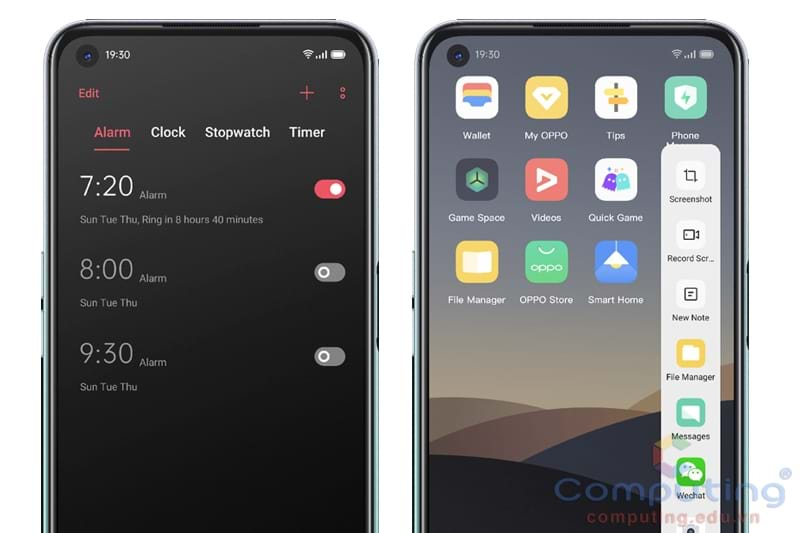 19:30
Edit
Alarm Clock Stopwatch Timer
7:20 Alarm
Sun Tue Thu, Ring in 8 hours 40 minutes
8:00 Alarm
Sun Tue Thu
9:30 Alarm
Sun Tue Thu
19:30
Wallet My OPPO Tips Phone
Game Space Videos Quick Game
oppo
File Manager OPPO Store Smart Home
Screenshot
Record Scr...
New Note
File Manager
Messages
Wechat
Computing®
computing.edu.vn